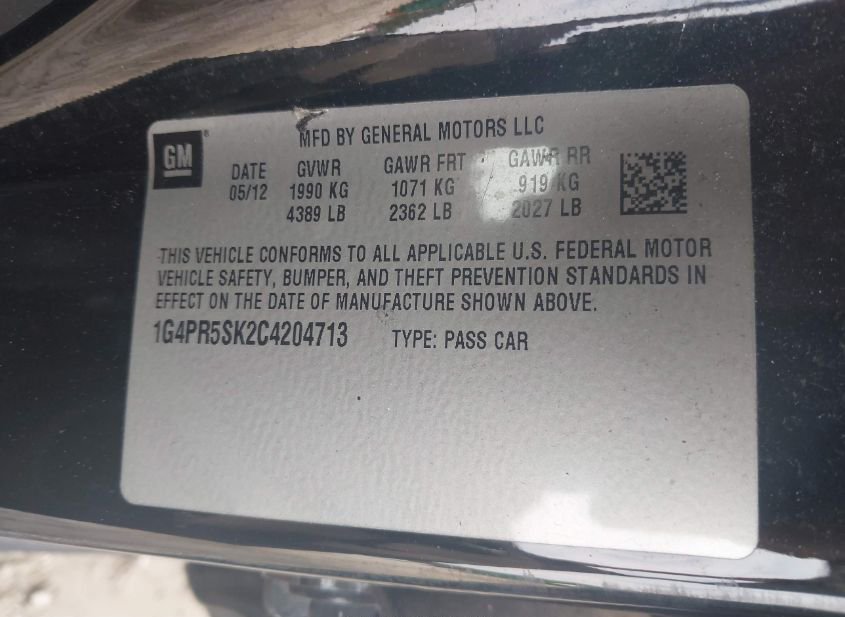 GM
MFD BY GENERAL MOTORS LLC
DATE GVWR GAWR FRT GAWR RR
05/12 1990 KG 1071 KG 919 KG
4389 LB 2362 LB 2027 LB
THIS VEHICLE CONFORMS TO ALL APPLICABLE U.S. FEDERAL MOTOR
VEHICLE SAFETY, BUMPER, AND THEFT PREVENTION STANDARDS IN
EFFECT ON THE DATE OF MANUFACTURE SHOWN ABOVE.
1G4PR5SK2C4204713 TYPE: PASS CAR